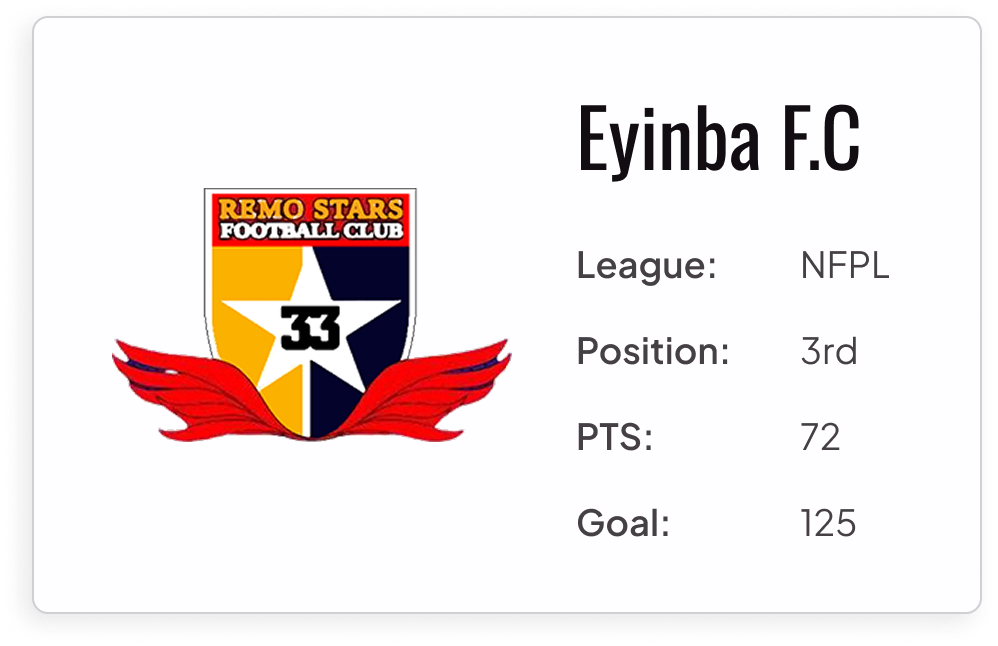 Eyinba F.C
REMO STARS
FOOTBALL CLUB
33
League: NFPL
Position: 3rd
PTS: 72
Goal: 125